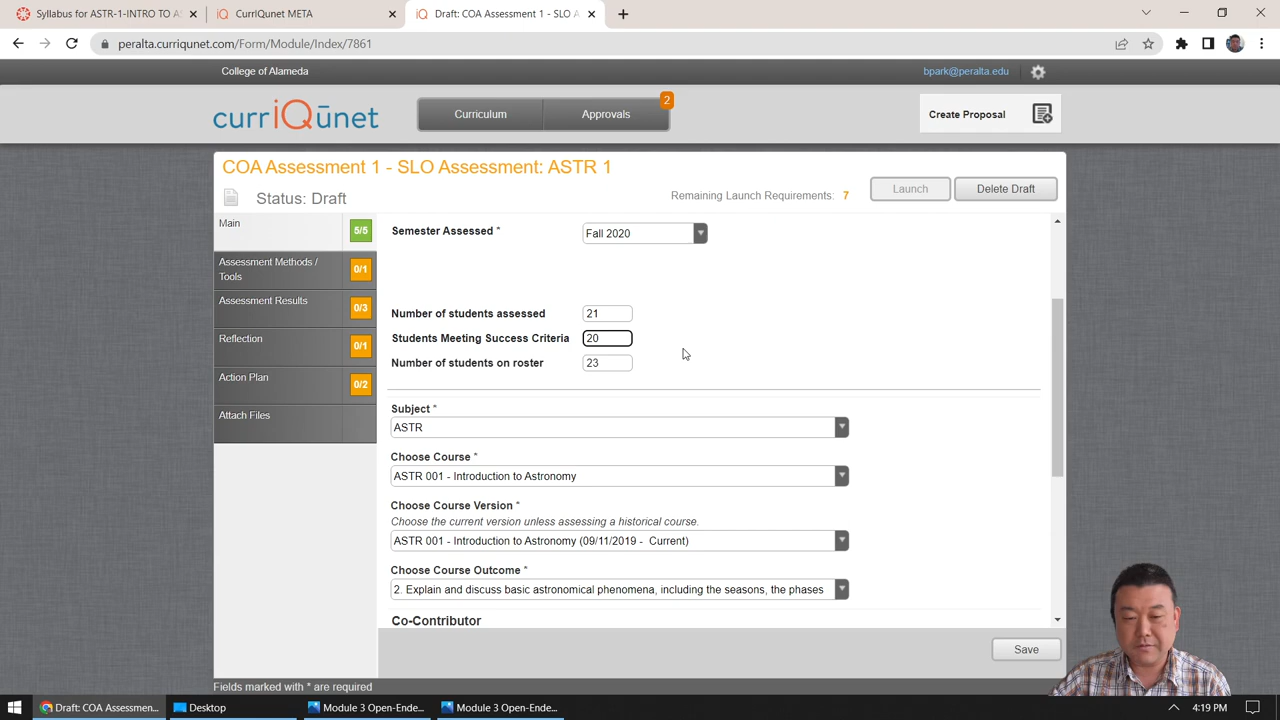 Syllabus for ASTR-1-INTRO TO AS
CurrIQunet META
Draft: COA Assessment 1 - SLO A
peralta.curriqunet.com/Form/Module/Index/7861
College of Alameda
bpark@peralta.edu
currIQūnet
Curriculum
Approvals
2
Create Proposal
COA Assessment 1 - SLO Assessment: ASTR 1
Status: Draft
Remaining Launch Requirements: 7
Launch
Delete Draft
Main
5/5
Assessment Methods /
Tools
0/1
Assessment Results
0/3
Reflection
0/1
Action Plan
0/2
Attach Files
Semester Assessed *
Fall 2020
Number of students assessed
21
Students Meeting Success Criteria
20
Number of students on roster
23
Subject *
ASTR
Choose Course *
ASTR 001 - Introduction to Astronomy
Choose Course Version *
Choose the current version unless assessing a historical course.
ASTR 001 - Introduction to Astronomy (09/11/2019 - Current)
Choose Course Outcome *
2. Explain and discuss basic astronomical phenomena, including the seasons, the phases
Co-Contributor
Save
Fields marked with * are required
Draft: COA Assessmen...
Desktop
Module 3 Open-Ende...
Module 3 Open-Ende...
4:19 PM